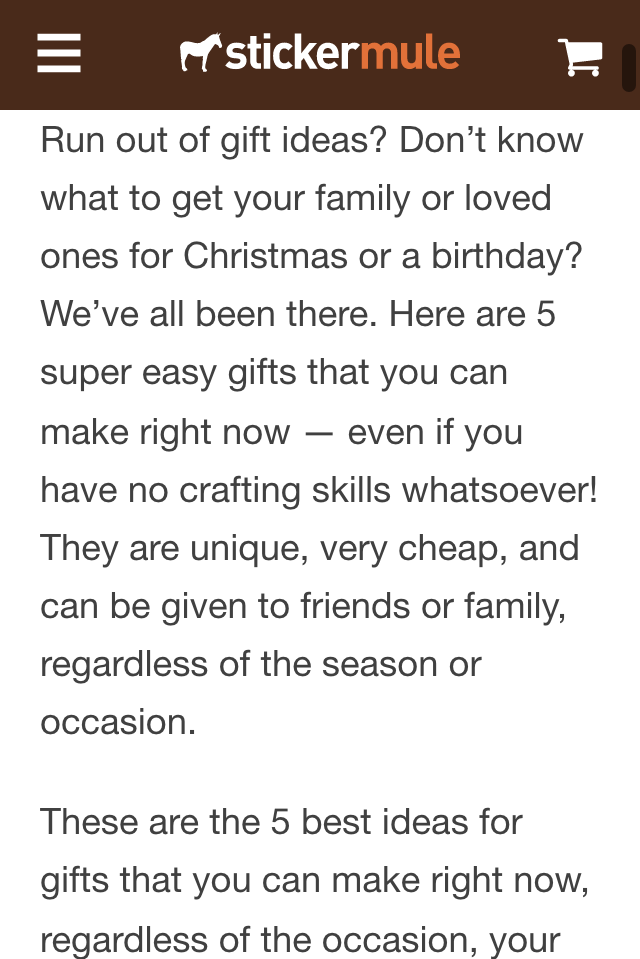 stickermule
Run out of gift ideas? Don’t know
what to get your family or loved
ones for Christmas or a birthday?
We’ve all been there. Here are 5
super easy gifts that you can
make right now — even if you
have no crafting skills whatsoever!
They are unique, very cheap, and
can be given to friends or family,
regardless of the season or
occasion.
These are the 5 best ideas for
gifts that you can make right now,
regardless of the occasion, your